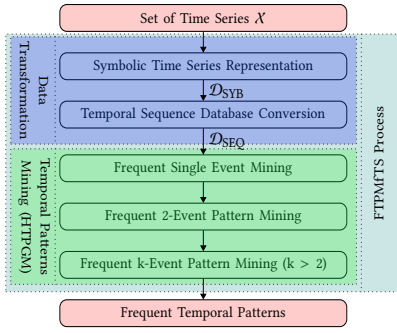 Set of Time Series 𝒳
Data
Transformation
Symbolic Time Series Representation
𝒟SYB
Temporal Sequence Database Conversion
𝒟SEQ
Temporal Patterns
Mining (HTPGM)
Frequent Single Event Mining
Frequent 2-Event Pattern Mining
Frequent k-Event Pattern Mining (k > 2)
FTPMfTS Process
Frequent Temporal Patterns